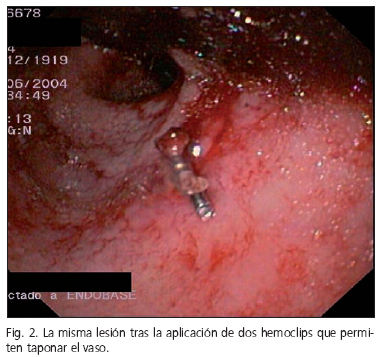 6678
4
12/1919
06/2004
34:49
:13
G:N
ctado a ENDOBASE
Fig. 2. La misma lesión tras la aplicación de dos hemoclips que permi-
ten taponar el vaso.